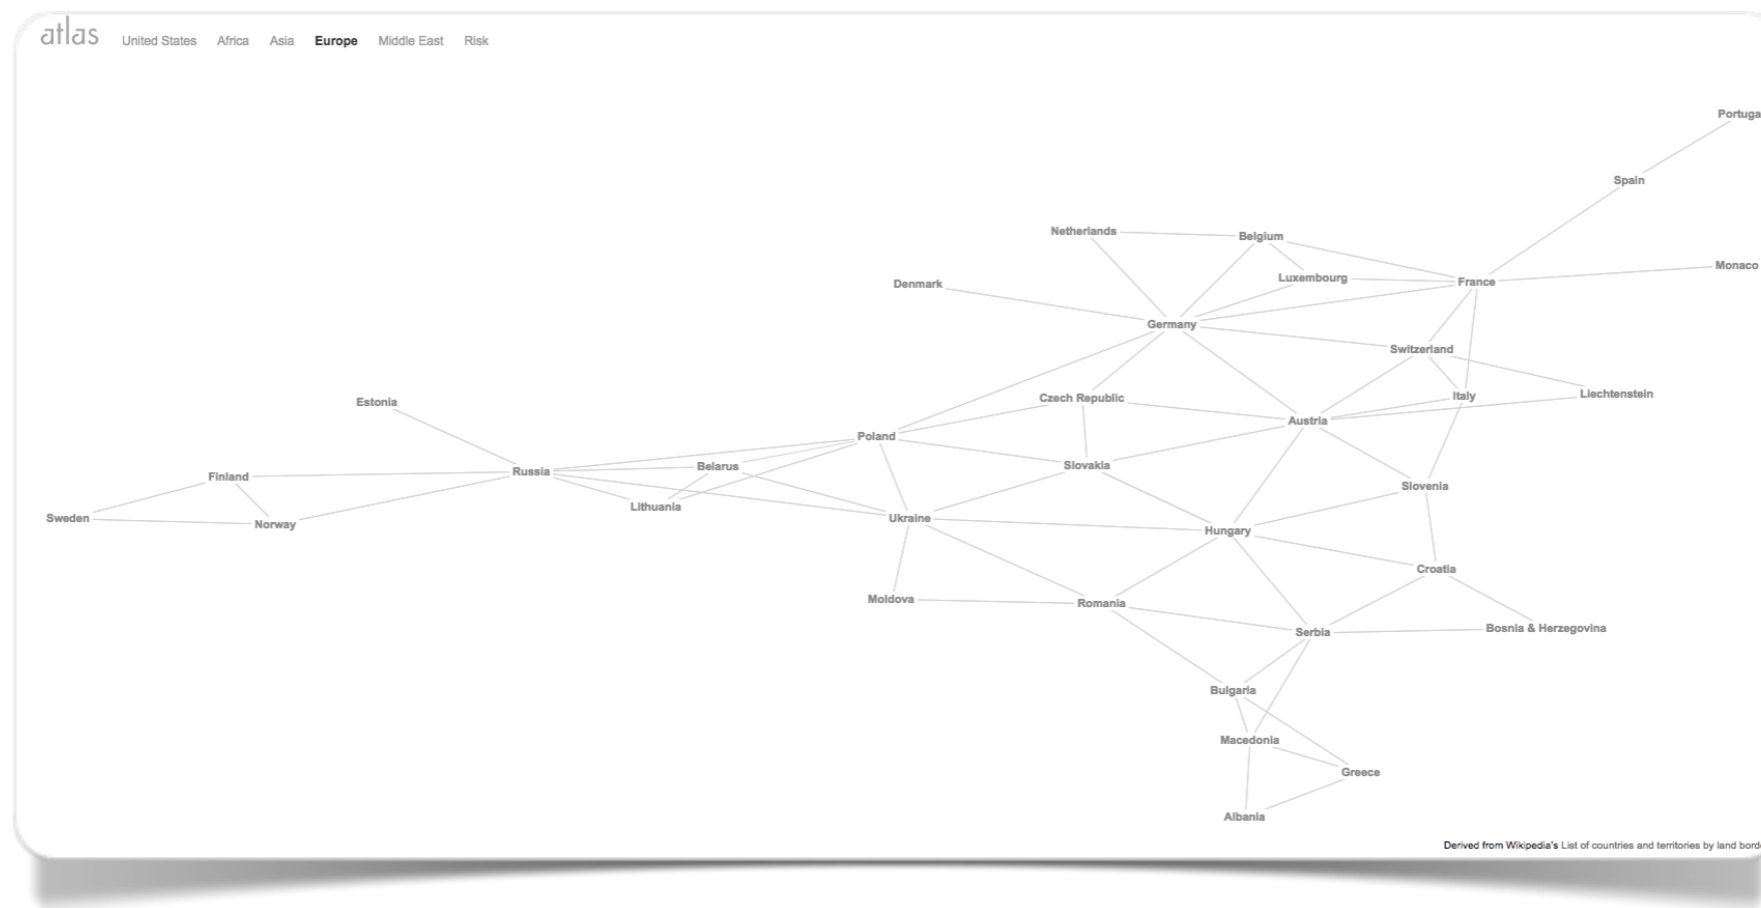 atlas
United States Africa Asia Europe Middle East Risk
Portuga
Spain
Netherlands
Belgium
Monaco
Luxembourg
France
Denmark
Germany
Switzerland
Liechtenstein
Italy
Czech Republic
Estonia
Austria
Poland
Slovakia
Belarus
Russia
Finland
Slovenia
Lithuania
Sweden
Ukraine
Norway
Hungary
Croatia
Moldova
Romania
Bosnia & Herzegovina
Serbia
Bulgaria
Macedonia
Greece
Albania
Derived from Wikipedia's List of countries and territories by land bord